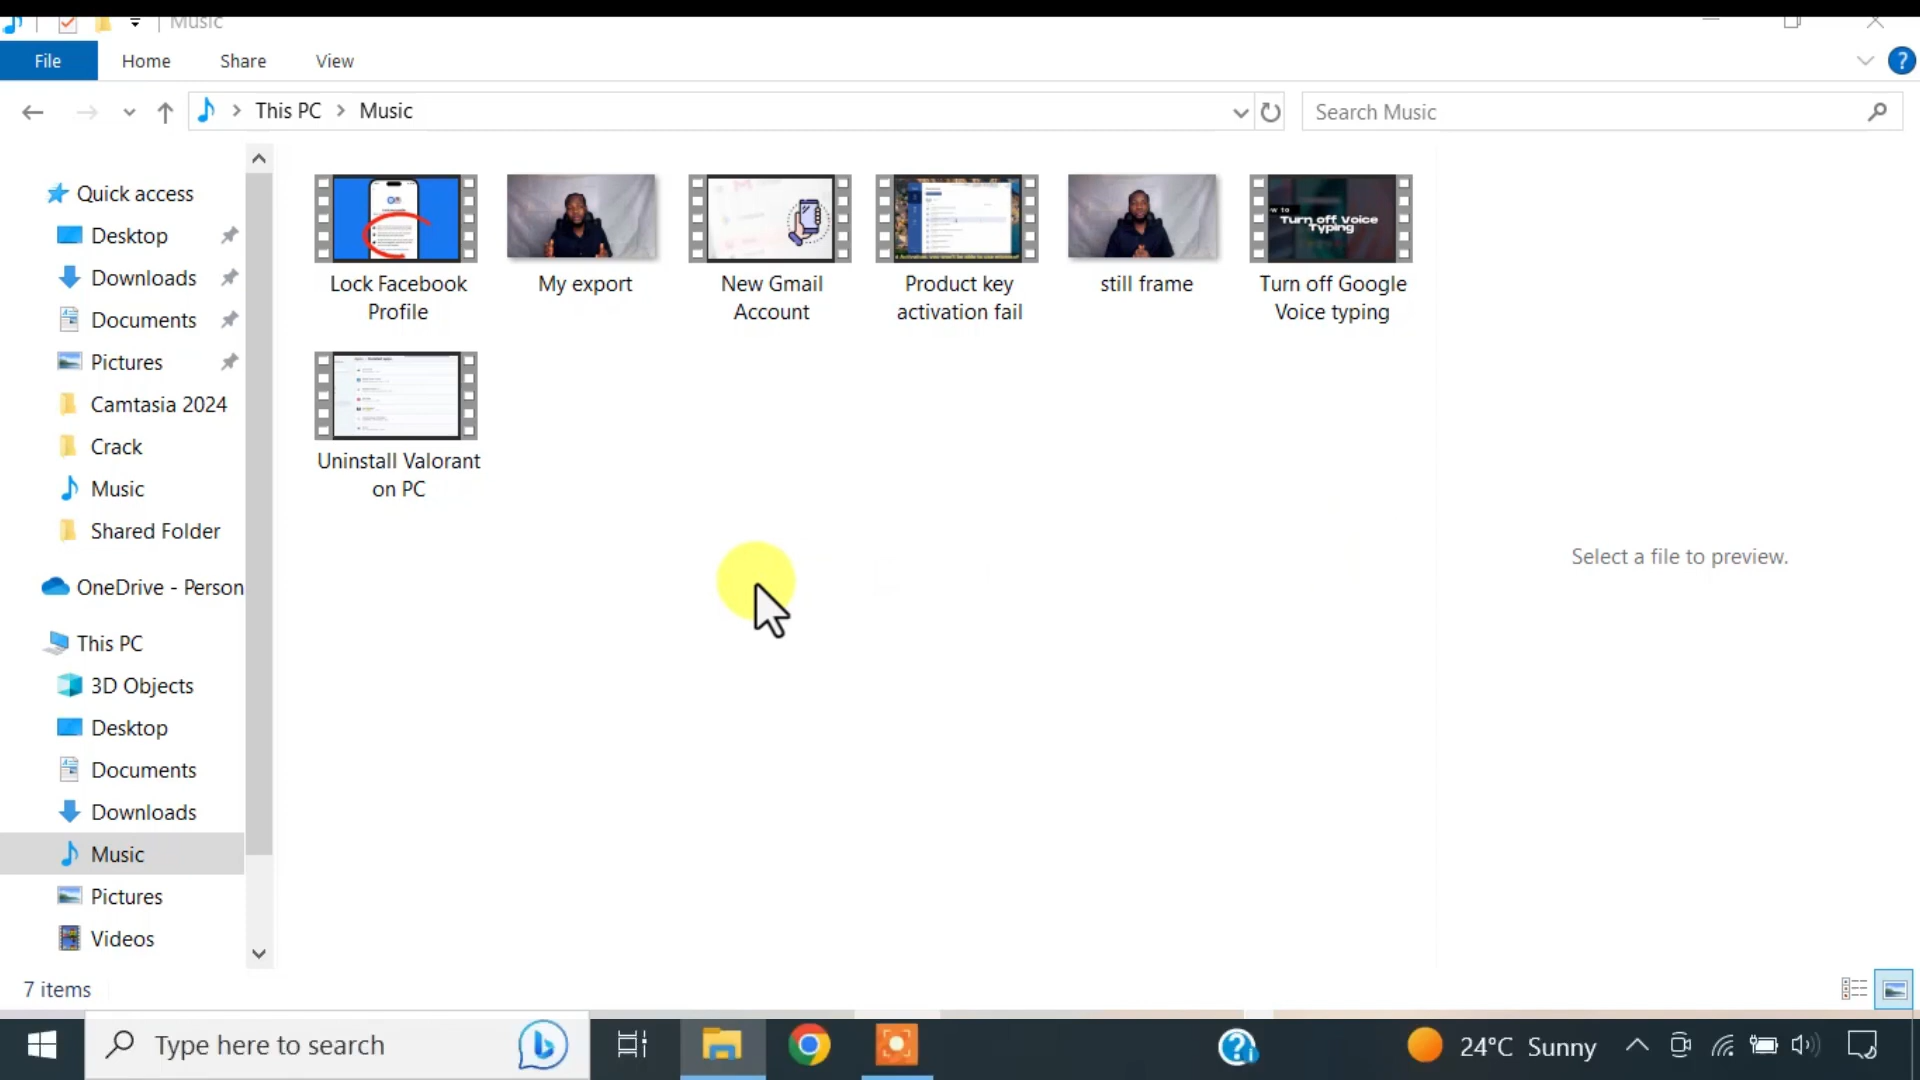 Music
File Home Share View
This PC Music
Search Music
Quick access
Desktop
Downloads
Documents
Pictures
Camtasia 2024
Crack
Music
Shared Folder
OneDrive - Person
This PC
3D Objects
Desktop
Documents
Downloads
Music
Pictures
Videos
Lock Facebook
Profile
My export
New Gmail
Account
Product key
activation fail
still frame
Turn off Voice
Typing
Turn off Google
Voice typing
Uninstall Valorant
on PC
Select a file to preview.
7 items
Type here to search
24°C Sunny